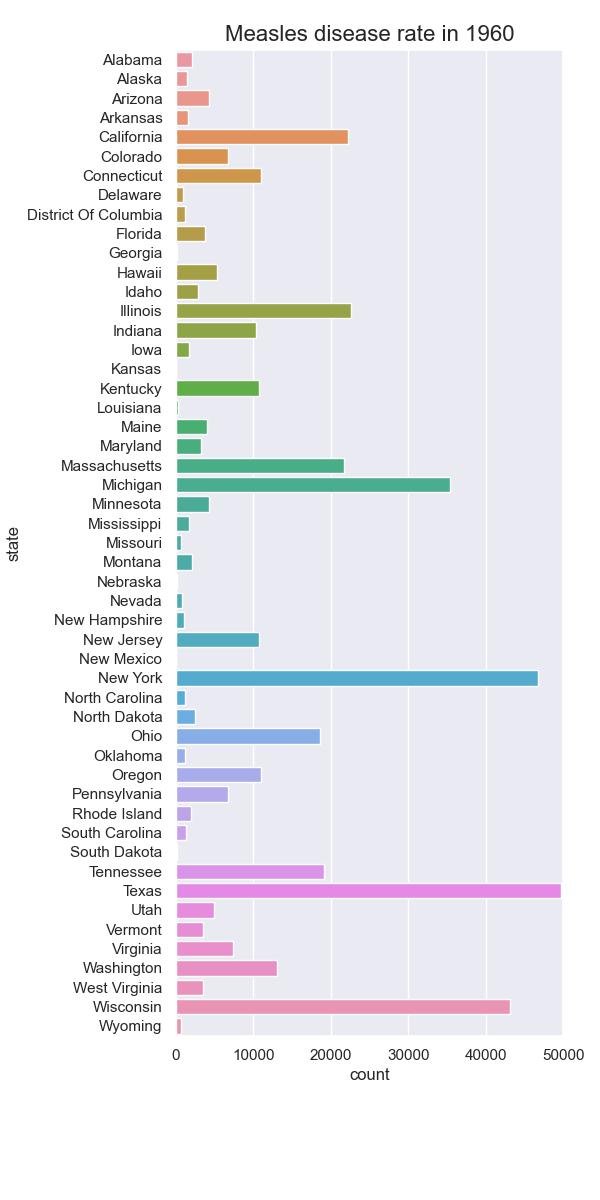 Measles disease rate in 1960
Alabama
Alaska
Arizona
Arkansas
California
Colorado
Connecticut
Delaware
District Of Columbia
Florida
Georgia
Hawaii
Idaho
Illinois
Indiana
Iowa
Kansas
Kentucky
Louisiana
Maine
Maryland
Massachusetts
Michigan
Minnesota
Mississippi
Missouri
Montana
Nebraska
Nevada
New Hampshire
New Jersey
New Mexico
New York
North Carolina
North Dakota
Ohio
Oklahoma
Oregon
Pennsylvania
Rhode Island
South Carolina
South Dakota
Tennessee
Texas
Utah
Vermont
Virginia
Washington
West Virginia
Wisconsin
Wyoming
state
0 10000 20000 30000 40000 50000
count